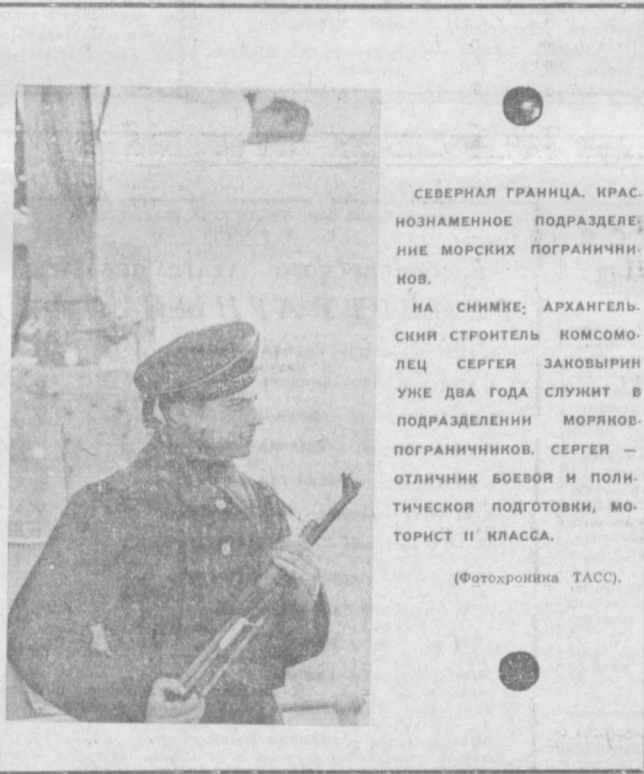 СЕВЕРНАЯ ГРАНИЦА. КРАС-
НОЗНАМЕННОЕ ПОДРАЗДЕЛЕ-
НИЕ МОРСКИХ ПОГРАНИЧНИ-
КОВ.
НА СНИМКЕ: АРХАНГЕЛЬ-
СКИЙ СТРОИТЕЛЬ КОМСОМО-
ЛЕЦ СЕРГЕЙ ЗАКОВЫРИН
УЖЕ ДВА ГОДА СЛУЖИТ В
ПОДРАЗДЕЛЕНИИ МОРЯКОВ-
ПОГРАНИЧНИКОВ. СЕРГЕЙ —
ОТЛИЧНИК БОЕВОЙ И ПОЛИ-
ТИЧЕСКОЙ ПОДГОТОВКИ, МО-
ТОРИСТ II КЛАССА.
(Фотохроника ТАСС).